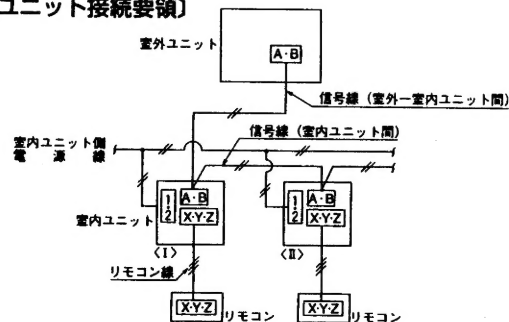 ユニット接続要領〕
室外ユニット
A・B
信号線（室外ー室内ユニット間）
室内ユニット側
電源線
信号線（室内ユニット間）
1・2
A・B
X・Y・Z
室内ユニット
〈Ⅰ〉
1・2
A・B
X・Y・Z
〈Ⅱ〉
リモコン線
X・Y・Z
リモコン
X・Y・Z
リモコン